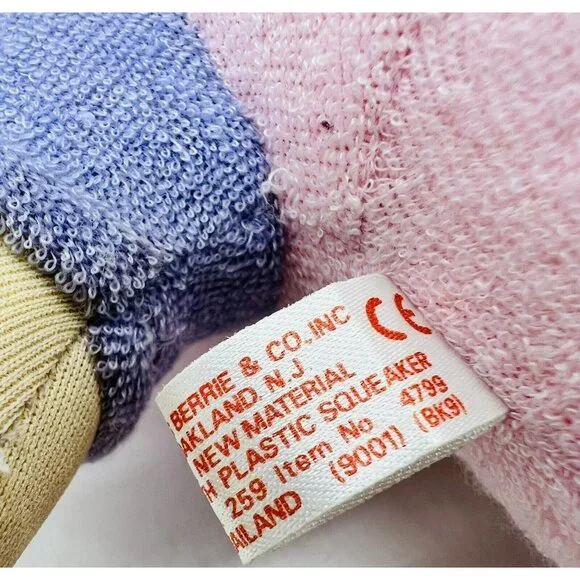 BERRIE & CO. INC
AKLAND, N.J
NEW MATERIAL
H PLASTIC SQUEAKER
259 Item No 4799
AILAND (9001) (BK9)
CE